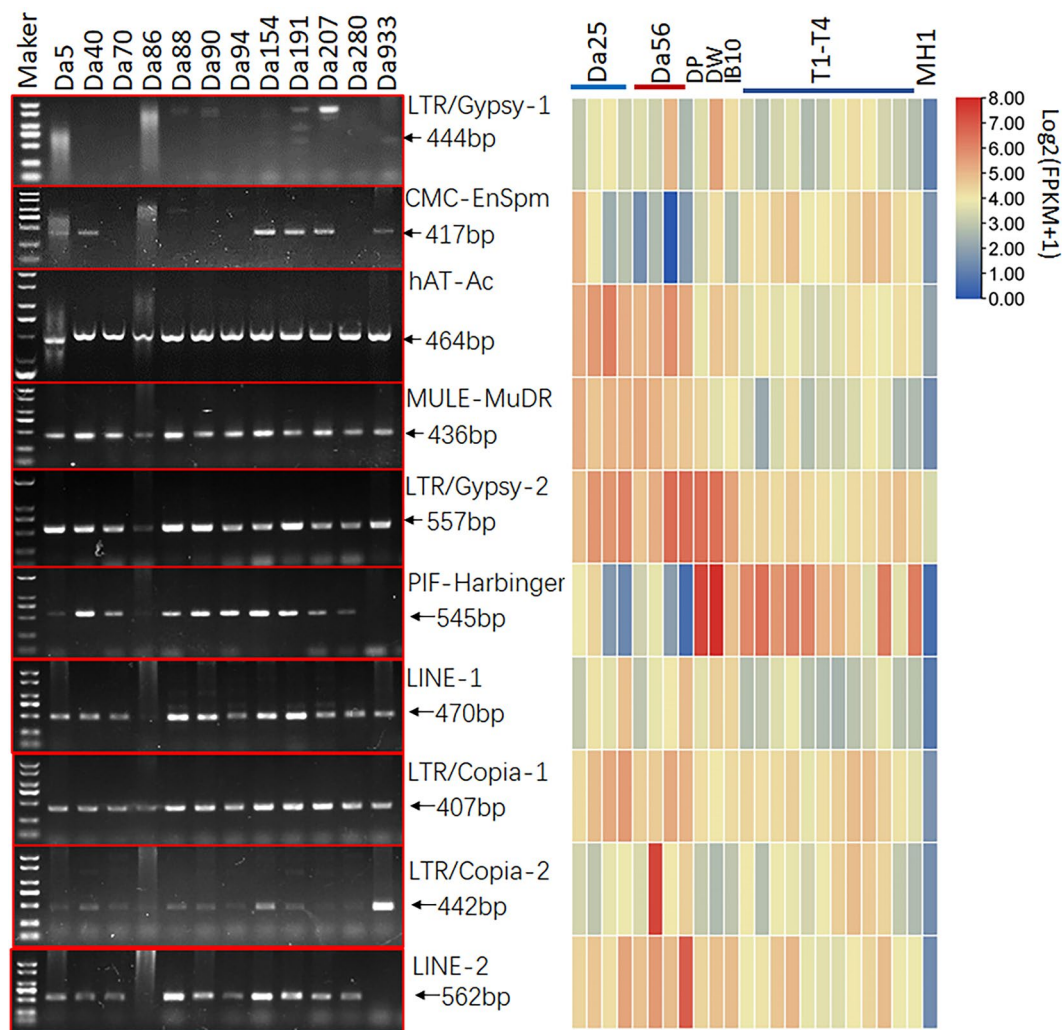 Maker Da5 Da40 Da70 Da86 Da88 Da90 Da94 Da154 Da191 Da207 Da280 Da933
Da25 Da56 DP DW IB10 T1-T4 MH1
LTR/Gypsy-1
444bp
CMC-EnSpm
417bp
hAT-Ac
464bp
MULE-MuDR
436bp
LTR/Gypsy-2
557bp
PIF-Harbinger
545bp
LINE-1
470bp
LTR/Copia-1
407bp
LTR/Copia-2
442bp
LINE-2
562bp
8.00
7.00
6.00
5.00
4.00
3.00
2.00
1.00
0.00
Log2(FPKM+1)